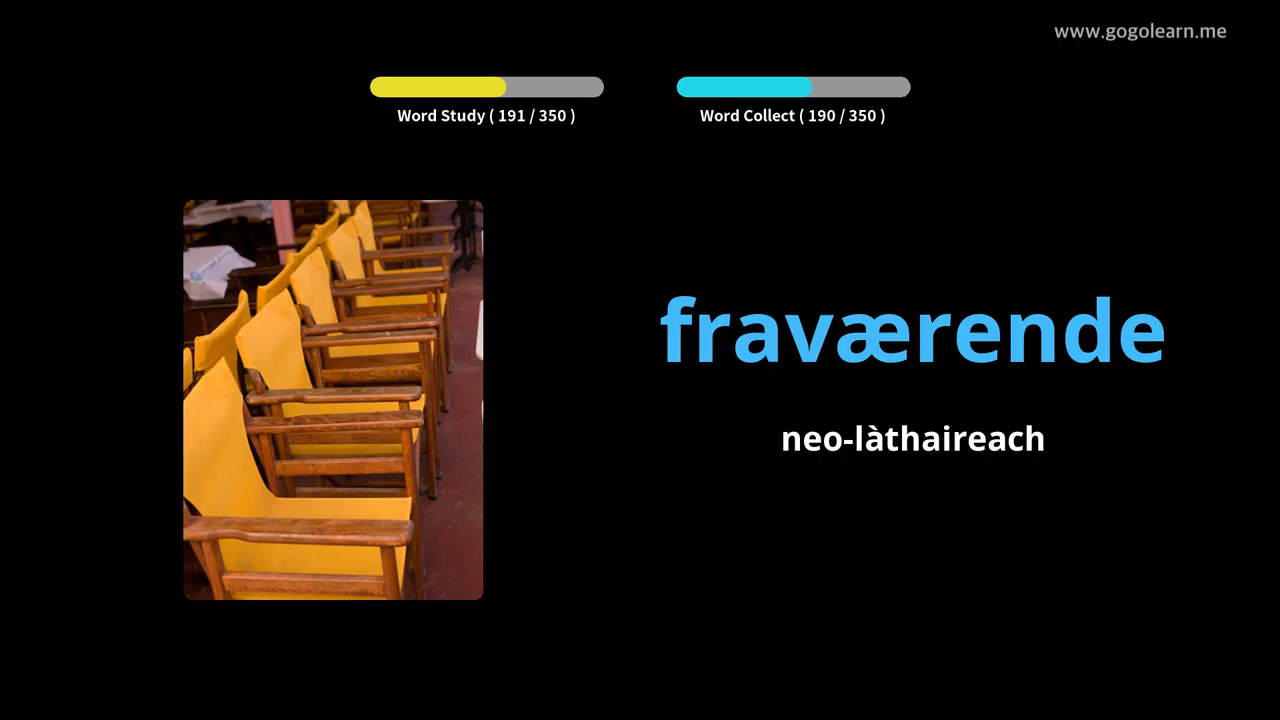 www.gogolearn.me
Word Study ( 191 / 350 )
Word Collect ( 190 / 350 )
fraværende
neo-làthaireach